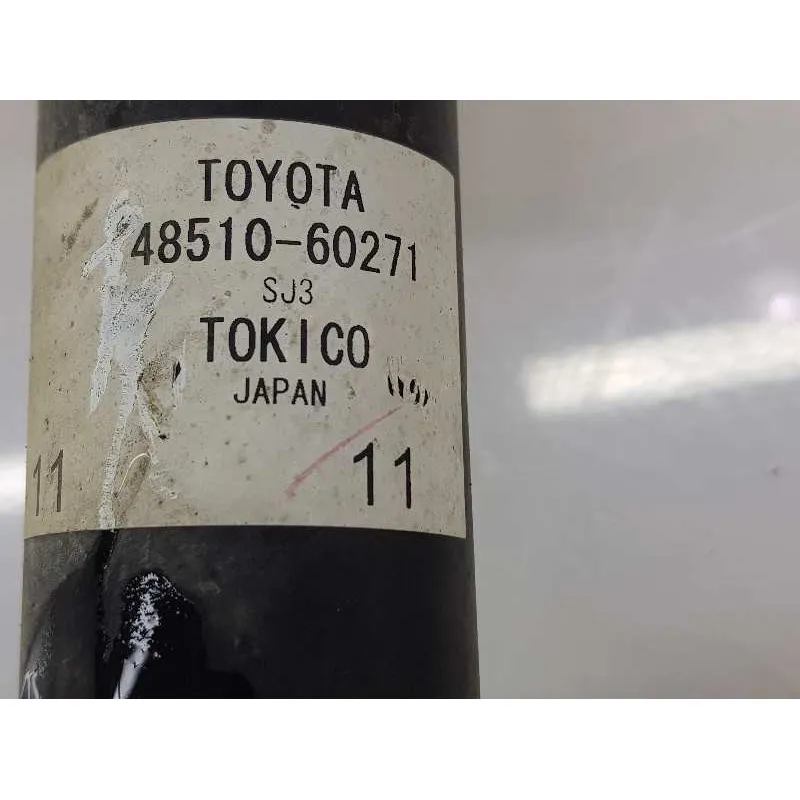 TOYOTA
48510-60271
SJ3
TOKICO
JAPAN
11 11